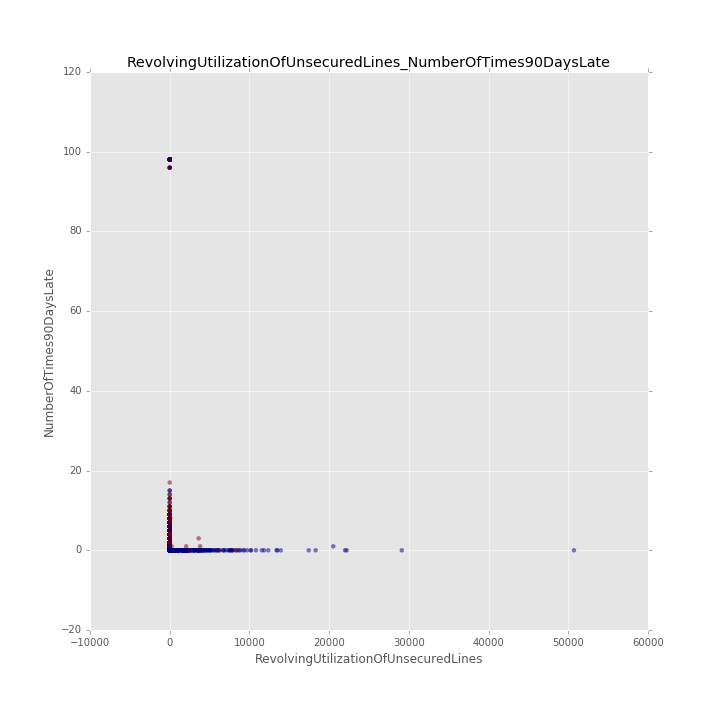 RevolvingUtilizationOfUnsecuredLines_NumberOfTimes90DaysLate
120
100
80
60
40
20
0
−20
NumberOfTimes90DaysLate
−10000 0 10000 20000 30000 40000 50000 60000
RevolvingUtilizationOfUnsecuredLines